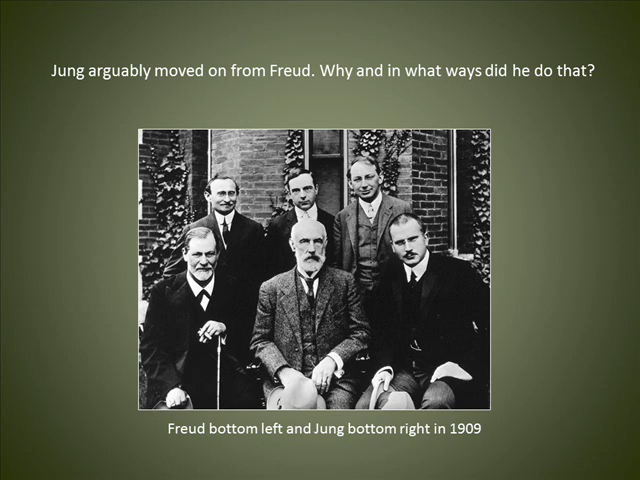 Jung arguably moved on from Freud. Why and in what ways did he do that?
Freud bottom left and Jung bottom right in 1909